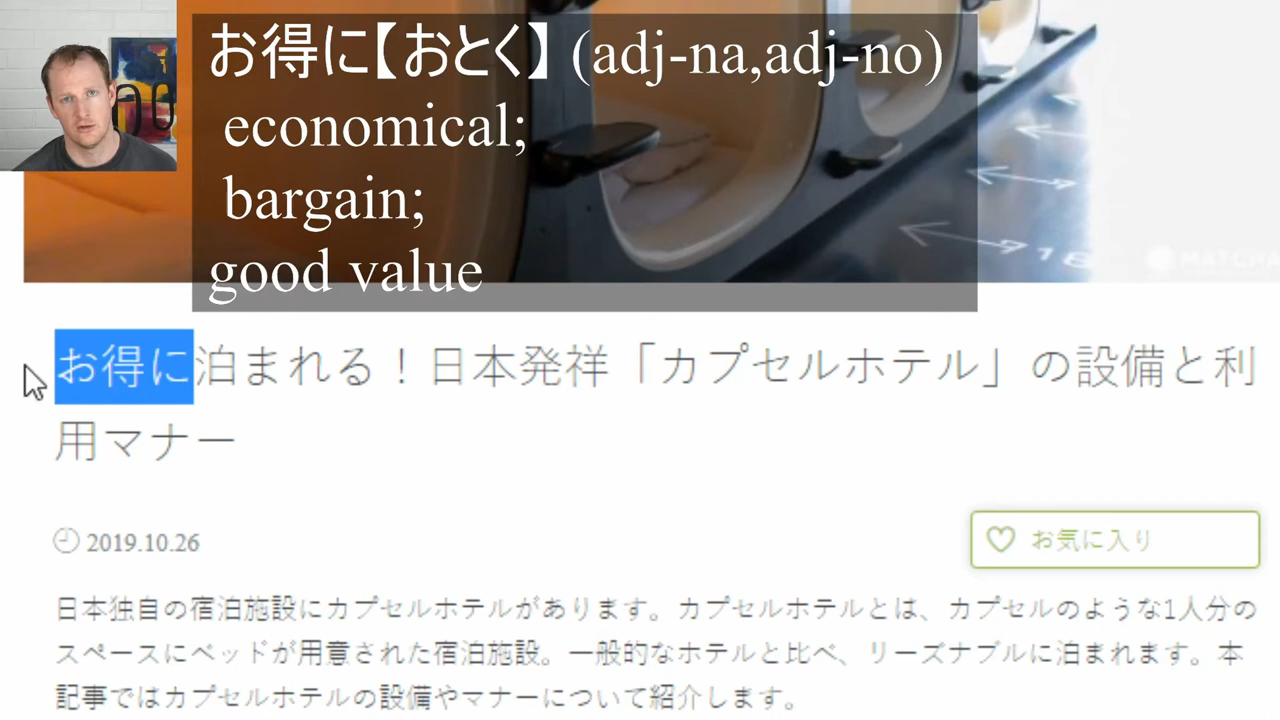 お得に【おとく】 (adj-na,adj-no)
economical;
bargain;
good value
MATCHA
お得に泊まれる！日本発祥「カプセルホテル」の設備と利
用マナー
2019.10.26
お気に入り
日本独自の宿泊施設にカプセルホテルがあります。カプセルホテルとは、カプセルのような1人分の
スペースにベッドが用意された宿泊施設。一般的なホテルと比べ、リーズナブルに泊まれます。本
記事ではカプセルホテルの設備やマナーについて紹介します。